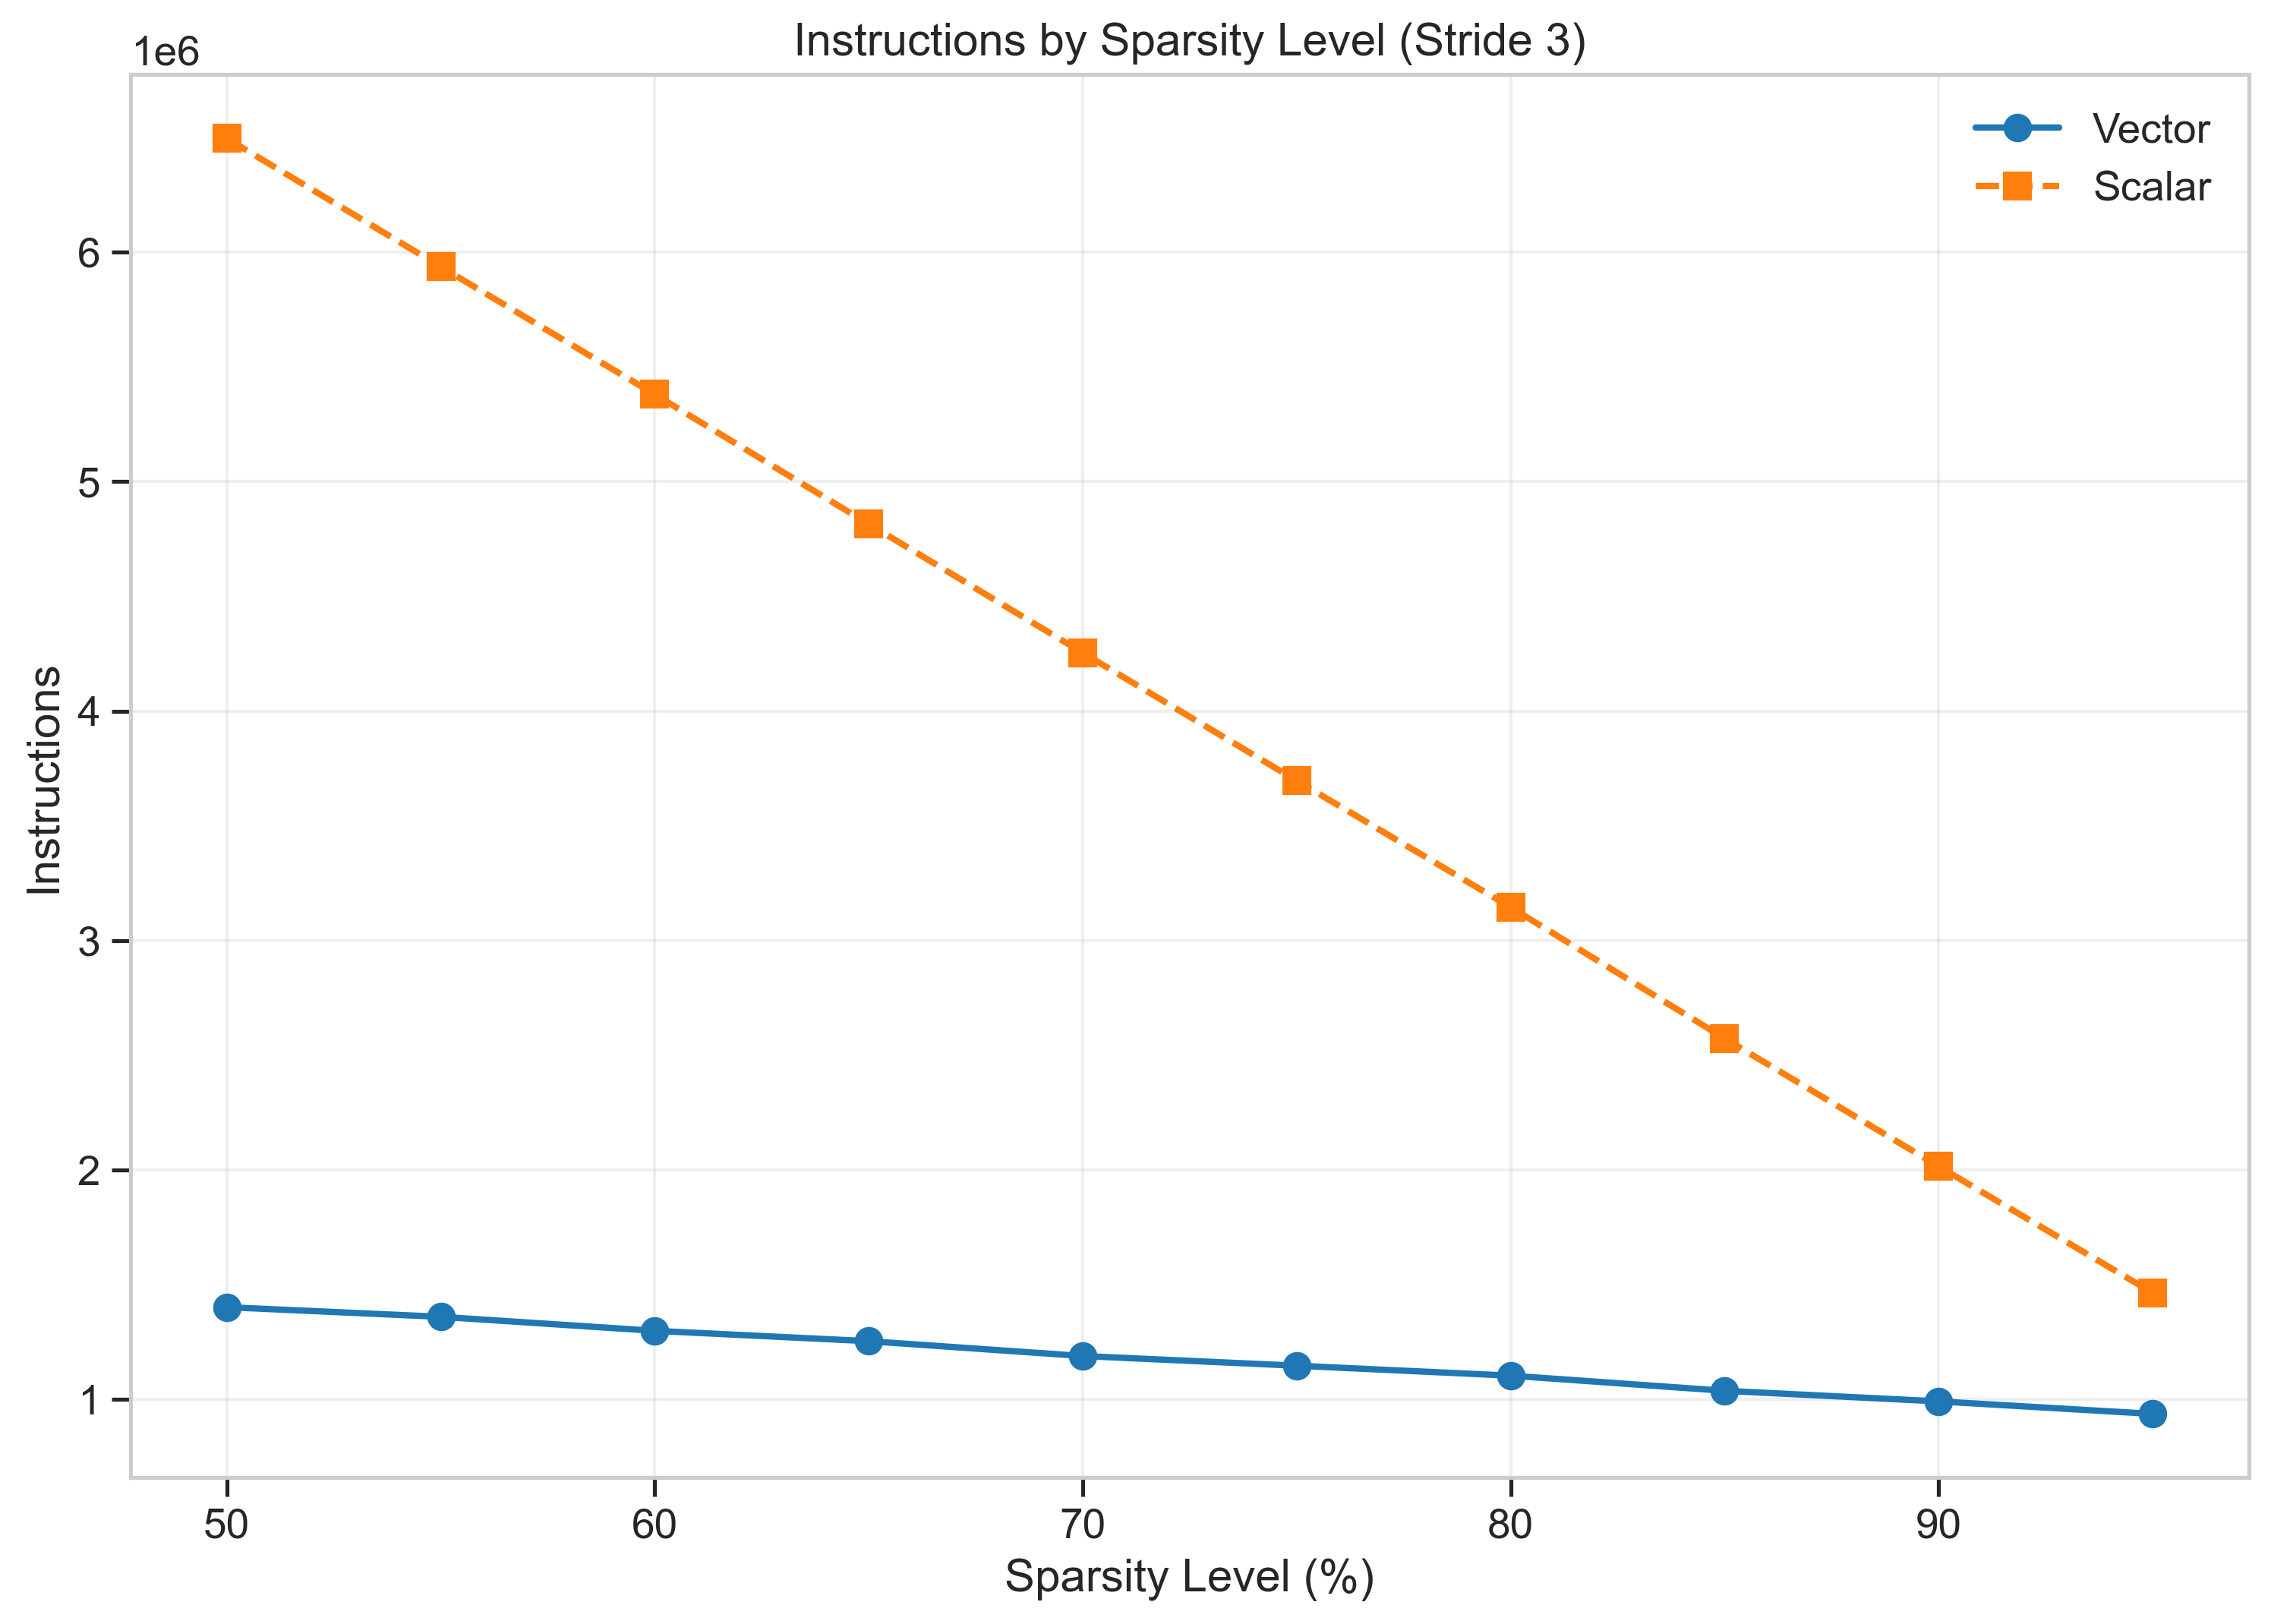 Instructions by Sparsity Level (Stride 3)
1e6
Vector
Scalar
6
5
4
3
2
1
Instructions
50 60 70 80 90
Sparsity Level (%)